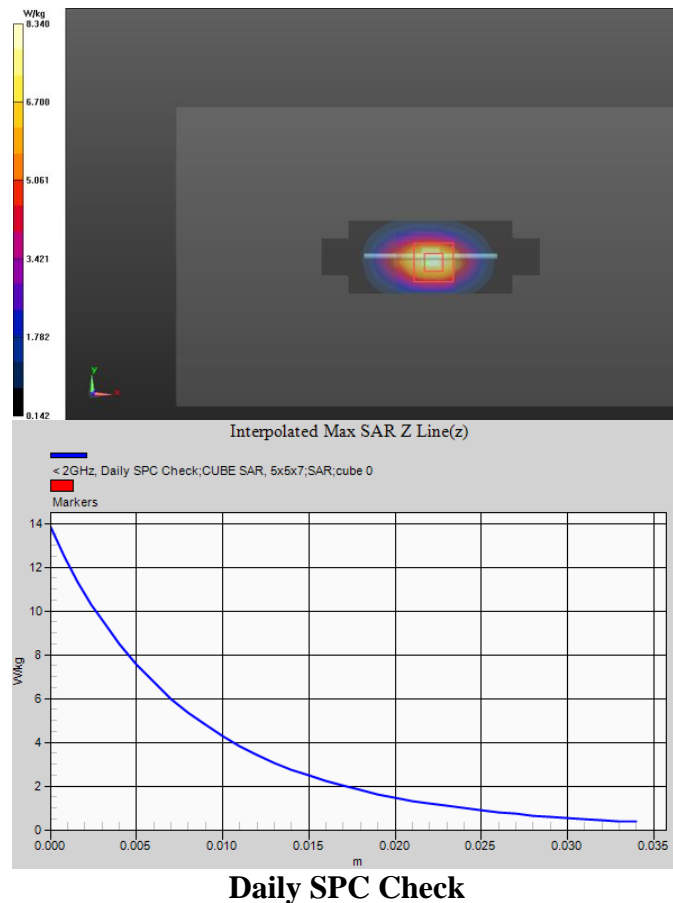 W/kg
8.340
6.700
5.061
3.421
1.782
0.142
y
x
Interpolated Max SAR Z Line(z)
< 2GHz, Daily SPC Check;CUBE SAR, 5x5x7;SAR;cube 0
Markers
14
12
10
8
6
4
2
0
W/kg
0.000 0.005 0.010 0.015 0.020 0.025 0.030 0.035
m
Daily SPC Check